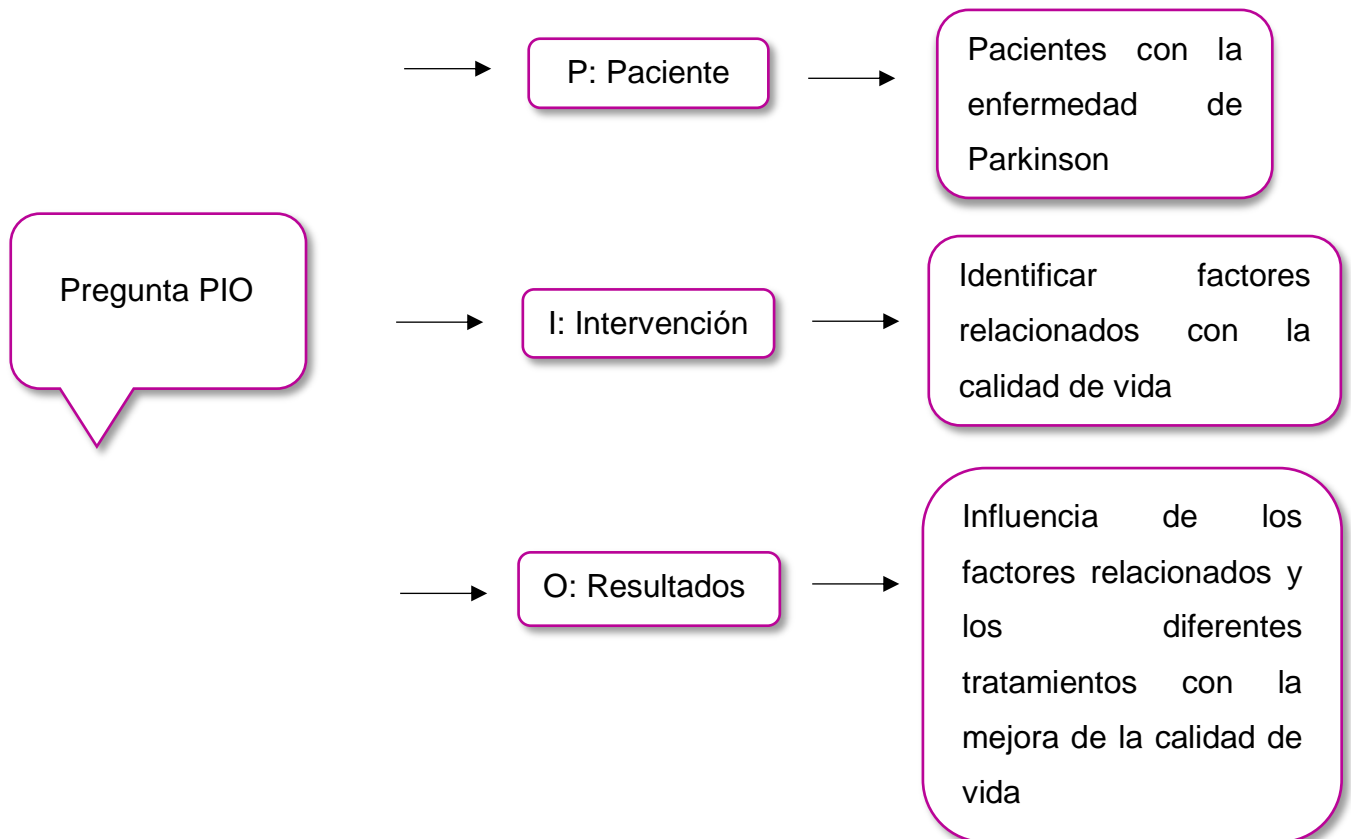 P: Paciente
Pacientes con la
enfermedad de
Parkinson
Pregunta PIO
I: Intervención
Identificar factores
relacionados con la
calidad de vida
O: Resultados
Influencia de los
factores relacionados y
los diferentes
tratamientos con la
mejora de la calidad de
vida